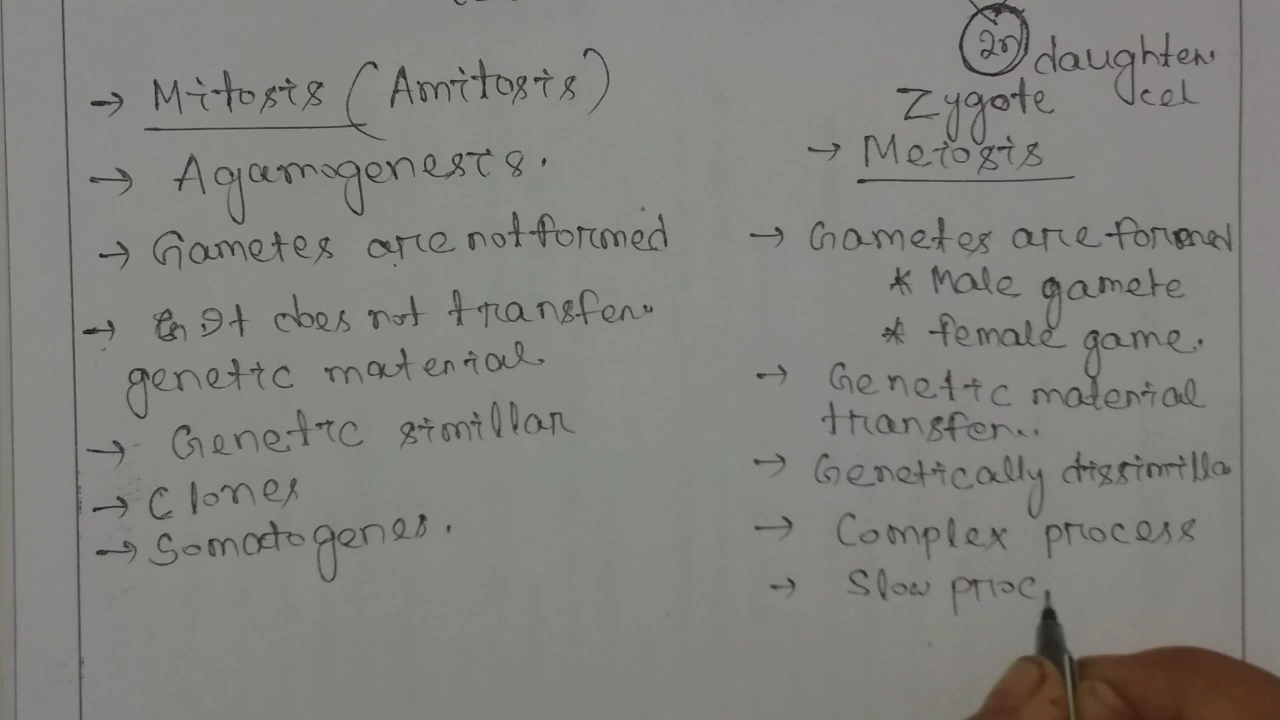 → Mitosis (Amitosis)
→ Agamogenesis.
→ Gametes are not formed
→ It does not transfer
genetic material.
→ Genetic simillar
→ Clones
→ Somatogenes.
2n daughter
cel
Zygote
→ Meiosis
→ Gametes are formed
* Male gamete
* female game.
→ Genetic material
transfer..
→ Genetically dissimilla
→ Complex process
→ Slow proc